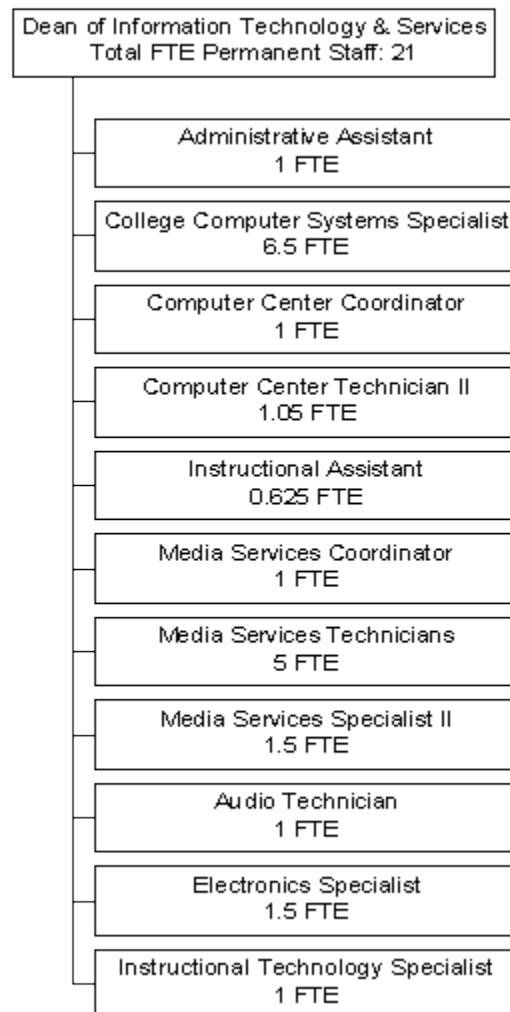 Dean of Information Technology & Services
Total FTE Permanent Staff: 21
Administrative Assistant
1 FTE
College Computer Systems Specialist
6.5 FTE
Computer Center Coordinator
1 FTE
Computer Center Technician II
1.05 FTE
Instructional Assistant
0.625 FTE
Media Services Coordinator
1 FTE
Media Services Technicians
5 FTE
Media Services Specialist II
1.5 FTE
Audio Technician
1 FTE
Electronics Specialist
1.5 FTE
Instructional Technology Specialist
1 FTE